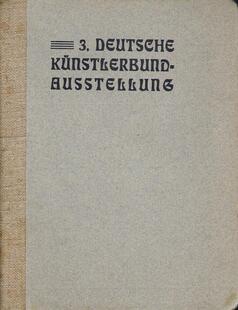 3. DEUTSCHE
KÜNSTLERBUND-
AUSSTELLUNG